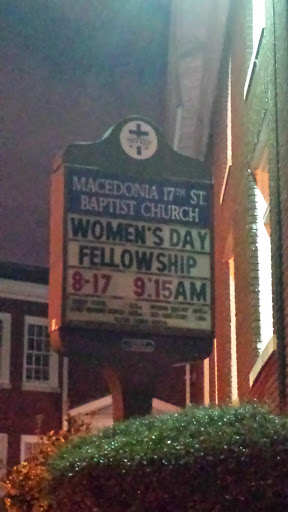 MACEDONIA 17TH ST.
BAPTIST CHURCH
WOMEN'S DAY
FELLOWSHIP
8-17 9:15AM